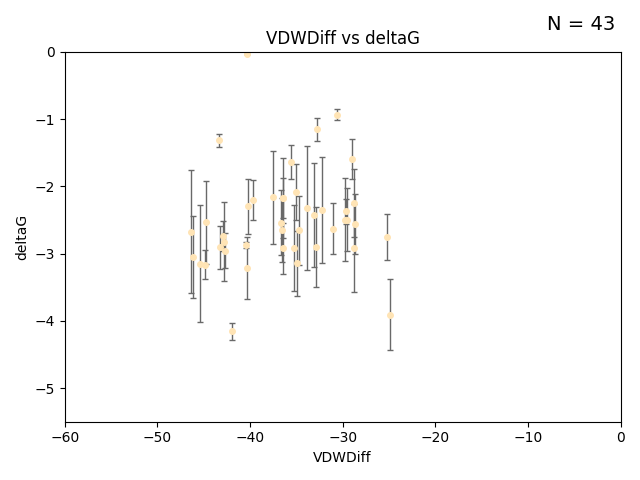 N = 43
VDWDiff vs deltaG
0
−1
−2
−3
−4
−5
deltaG
−60 −50 −40 −30 −20 −10 0
VDWDiff